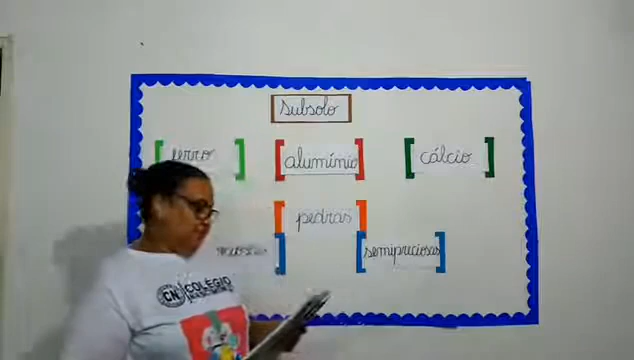 subsolo
ferro alumínio cálcio
pedras
semipreciosas
CN COLÉGIO